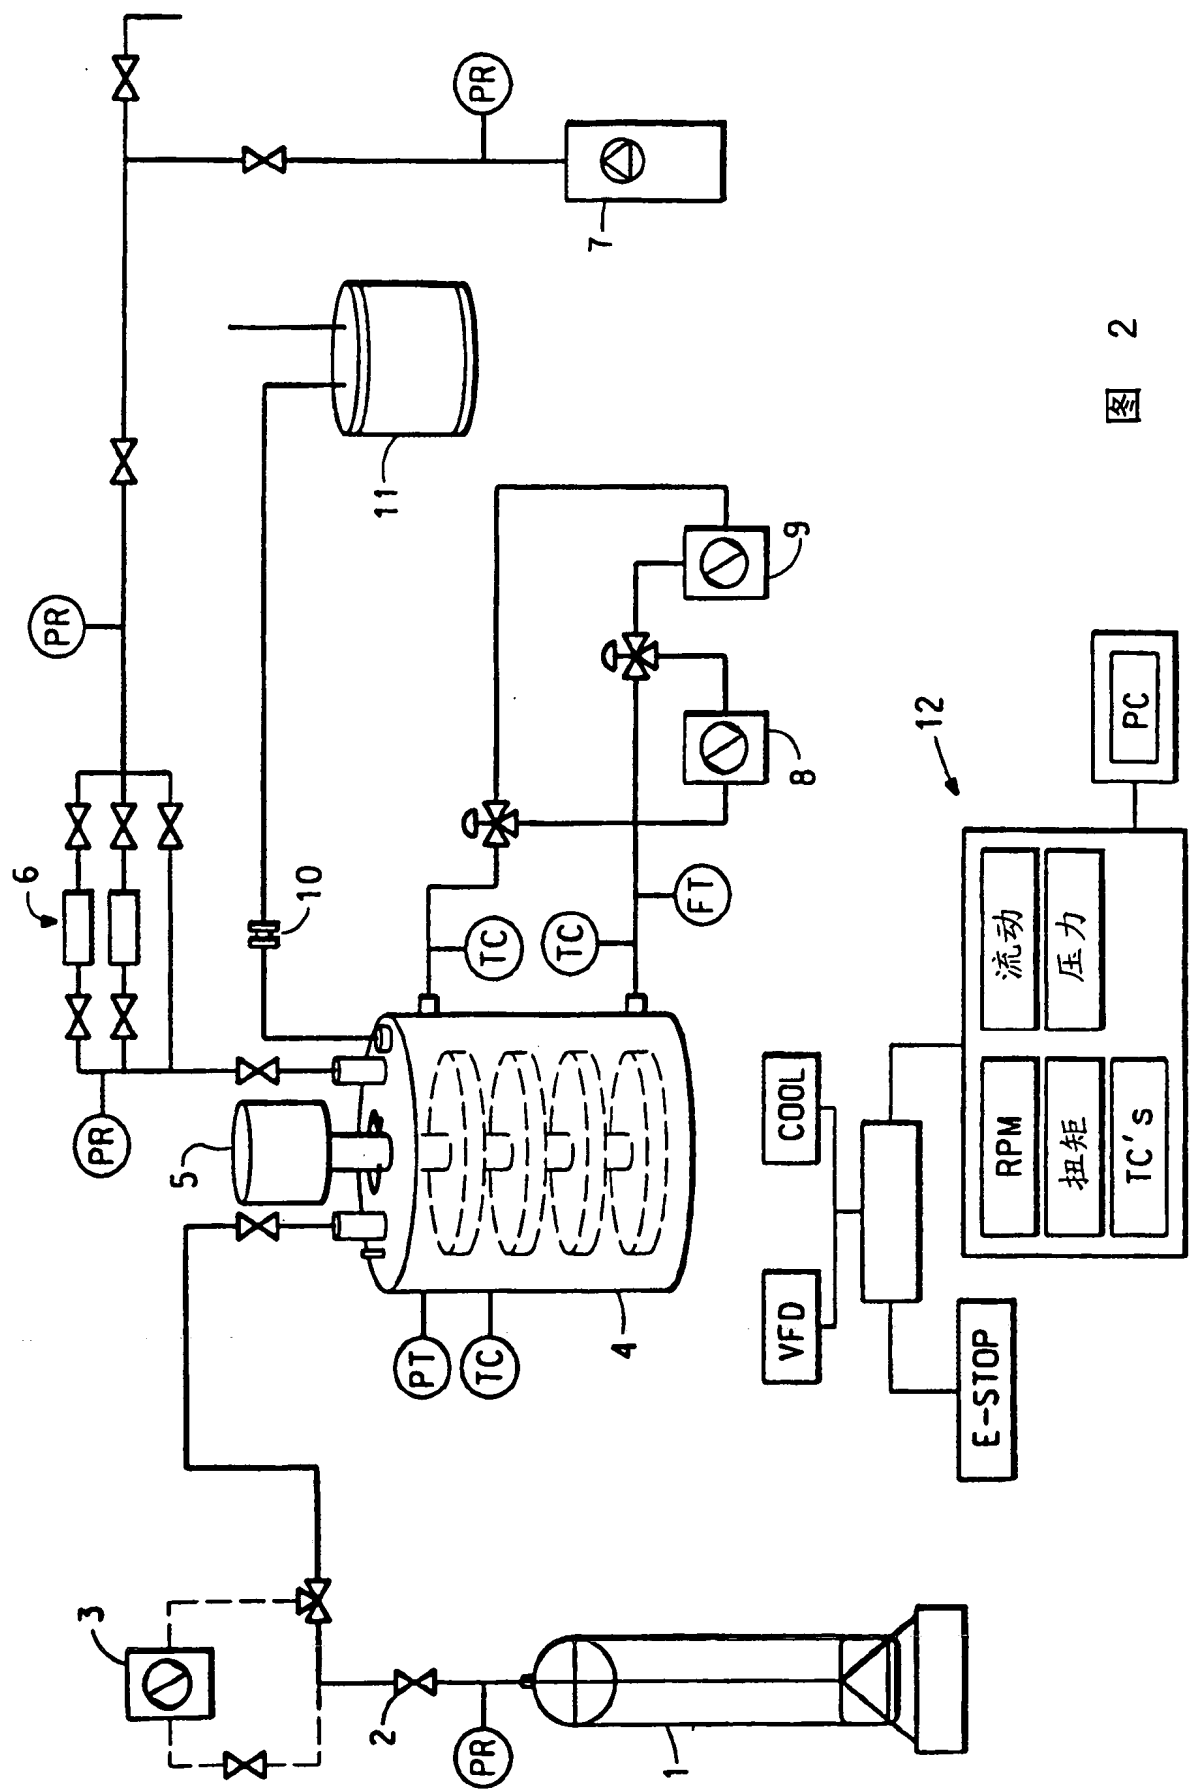 3
2
PR
1
5
PR
6
PR
PT
TC
4
10
TC
TC
FT
8
9
11
7
PR
VFD
COOL
E-STOP
12
RPM
流动
扭矩
压力
TC's
PC
图 2